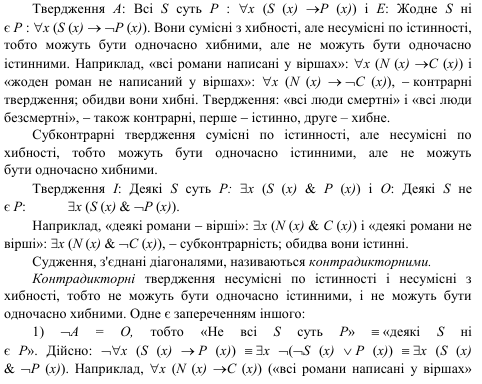 Твердження А: Всі S суть P : ∀x (S (x) →P (x)) і E: Жодне S ні
є P : ∀x (S (x) → ¬P (x)). Вони сумісні з хибності, але несумісні по істинності,
тобто можуть бути одночасно хибними, але не можуть бути одночасно
істинними. Наприклад, «всі романи написані у віршах»: ∀x (N (x) →C (x)) і
«жоден роман не написаний у віршах»: ∀x (N (x) → ¬C (x)), – контрарні
твердження; обидви вони хибні. Твердження: «всі люди смертні» і «всі люди
безсмертні», – також контрарні, перше – істинно, друге – хибне.
Субконтрарні твердження сумісні по істинності, але несумісні по
хибності, тобто можуть бути одночасно істинними, але не можуть
бути одночасно хибними.
Твердження I: Деякі S суть P: ∃x (S (x) & P (x)) і O: Деякі S не
є P: ∃x (S (x) & ¬P (x)).
Наприклад, «деякі романи – вірші»: ∃x (N (x) & C (x)) і «деякі романи не
вірші»: ∃x (N (x) & ¬C (x)), – субконтрарність; обидва вони істинні.
Судження, з'єднані діагоналями, називаються контрадикторними.
Контрадикторні твердження несумісні по істинності і несумісні з
хибності, тобто не можуть бути одночасно істинними, і не можуть бути
одночасно хибними. Одне є запереченням іншого:
1) ¬A = O, тобто «Не всі S суть P» ≡ «деякі S ні
є P». Дійсно: ¬∀x (S (x) → P (x)) ≡ ∃x ¬(¬S (x) ∨ P (x)) ≡ ∃x (S (x)
& ¬P (x)). Наприклад, ∀x (N (x) →C (x)) («всі романи написані у віршах»